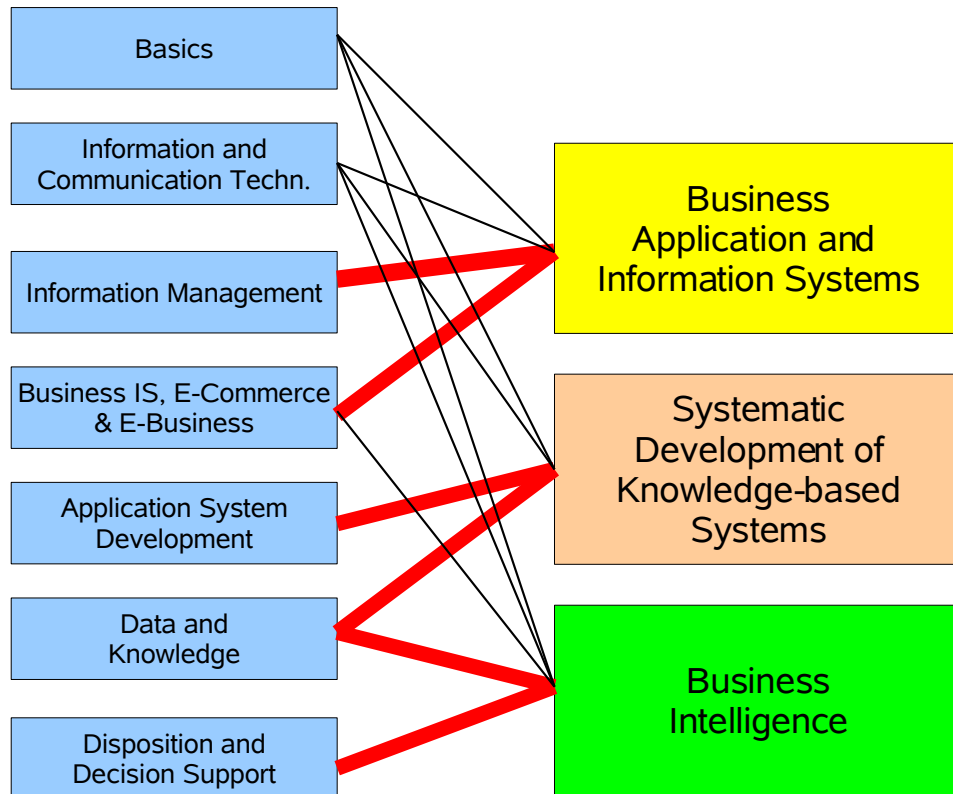 Basics
Information and
Communication Techn.
Information Management
Business IS, E-Commerce
& E-Business
Application System
Development
Data and
Knowledge
Disposition and
Decision Support
Business
Application and
Information Systems
Systematic
Development of
Knowledge-based
Systems
Business
Intelligence